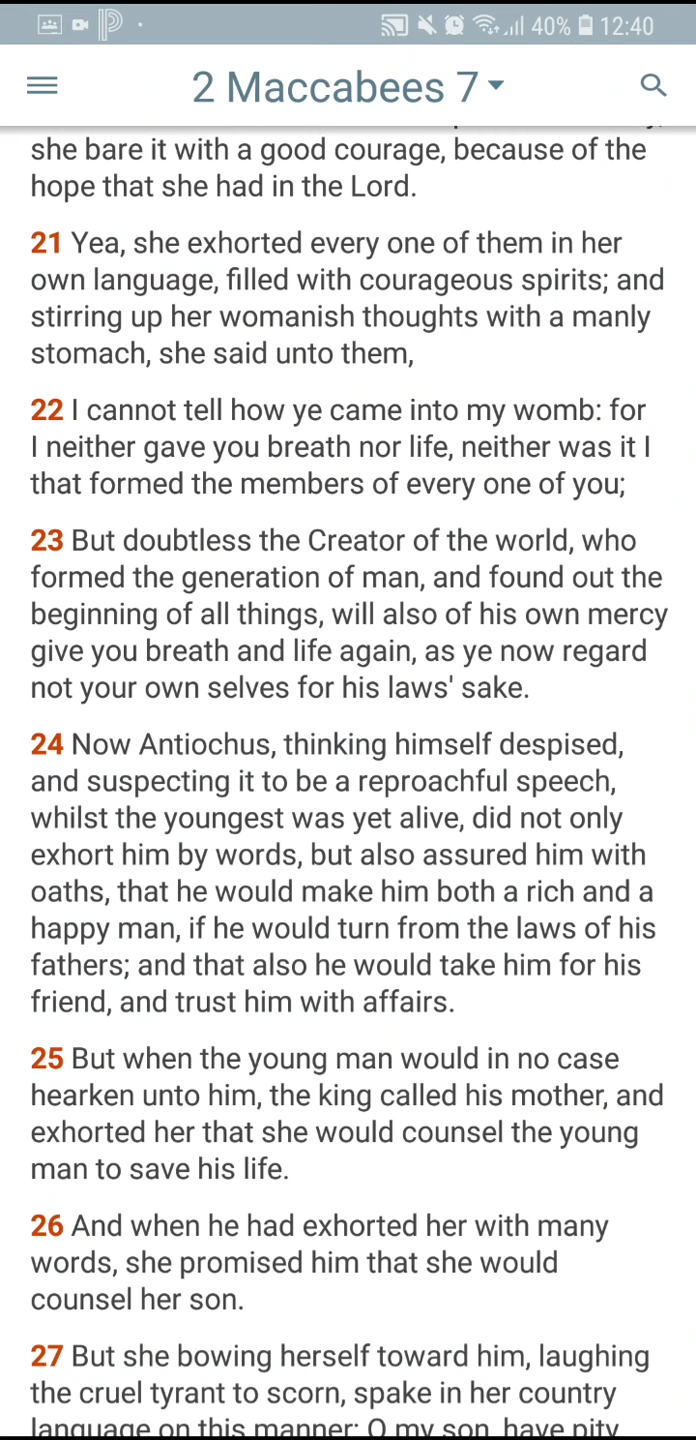 40% 12:40
2 Maccabees 7
she bare it with a good courage, because of the
hope that she had in the Lord.
21 Yea, she exhorted every one of them in her
own language, filled with courageous spirits; and
stirring up her womanish thoughts with a manly
stomach, she said unto them,
22 I cannot tell how ye came into my womb: for
I neither gave you breath nor life, neither was it I
that formed the members of every one of you;
23 But doubtless the Creator of the world, who
formed the generation of man, and found out the
beginning of all things, will also of his own mercy
give you breath and life again, as ye now regard
not your own selves for his laws' sake.
24 Now Antiochus, thinking himself despised,
and suspecting it to be a reproachful speech,
whilst the youngest was yet alive, did not only
exhort him by words, but also assured him with
oaths, that he would make him both a rich and a
happy man, if he would turn from the laws of his
fathers; and that also he would take him for his
friend, and trust him with affairs.
25 But when the young man would in no case
hearken unto him, the king called his mother, and
exhorted her that she would counsel the young
man to save his life.
26 And when he had exhorted her with many
words, she promised him that she would
counsel her son.
27 But she bowing herself toward him, laughing
the cruel tyrant to scorn, spake in her country
language on this manner; O my son, have pity